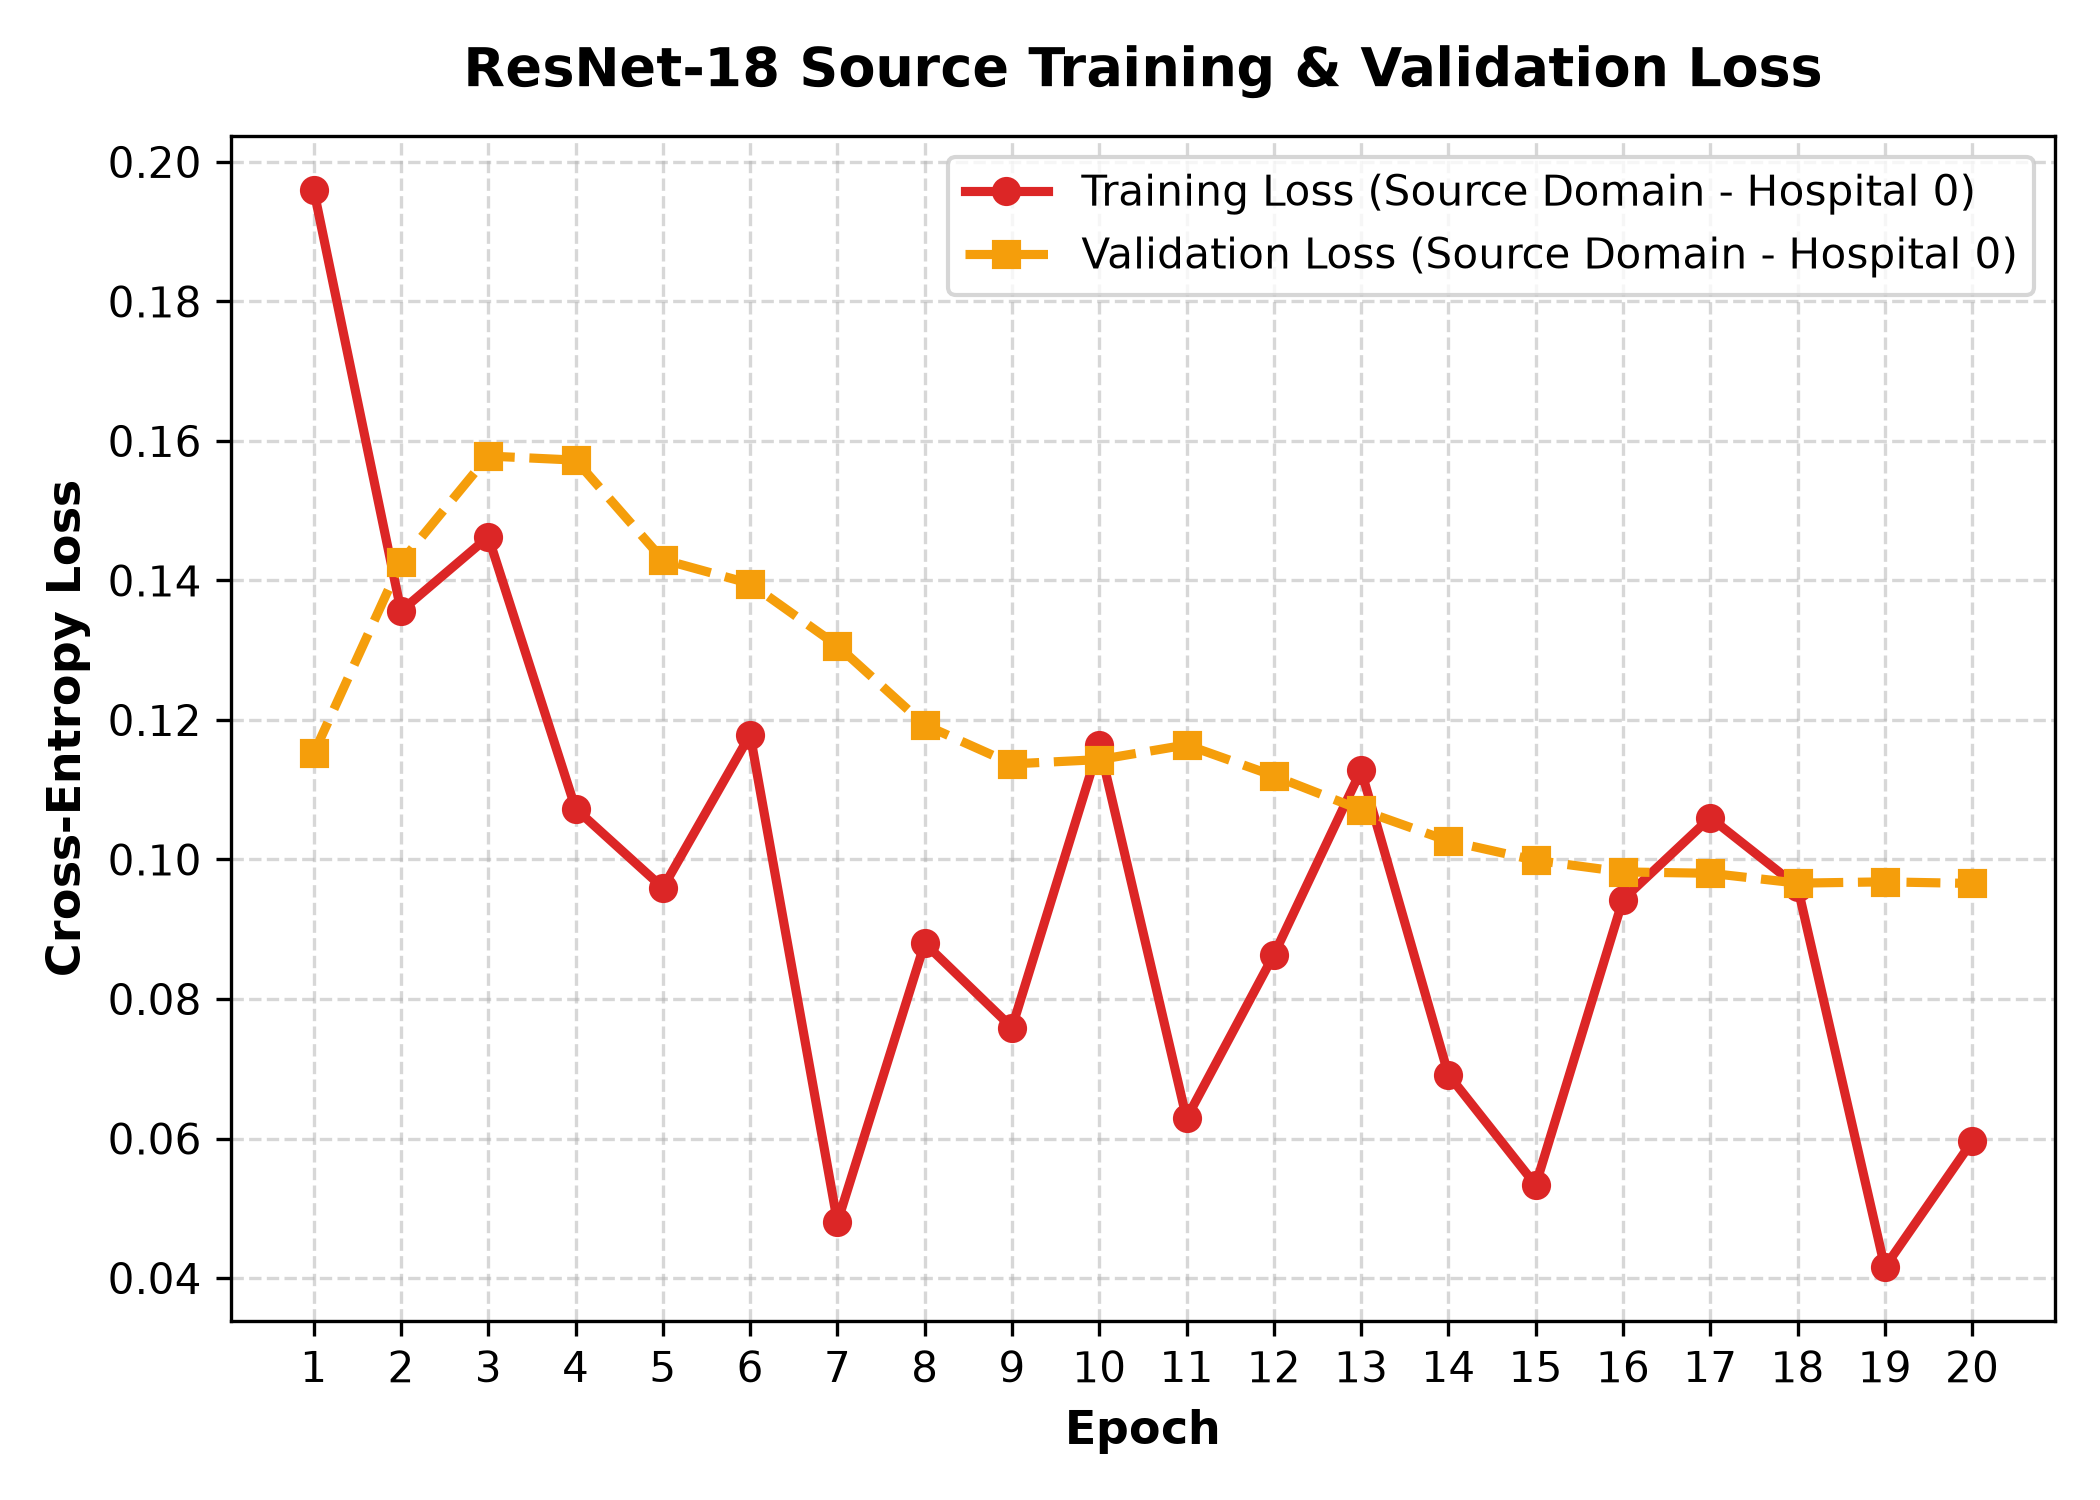 ResNet-18 Source Training & Validation Loss
Training Loss (Source Domain - Hospital 0)
Validation Loss (Source Domain - Hospital 0)
Cross-Entropy Loss
0.20
0.18
0.16
0.14
0.12
0.10
0.08
0.06
0.04
1 2 3 4 5 6 7 8 9 10 11 12 13 14 15 16 17 18 19 20
Epoch